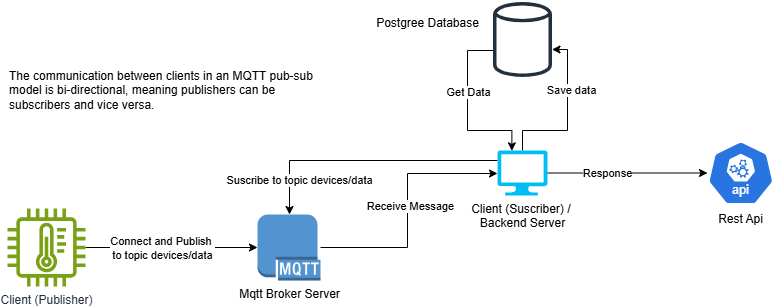 Postgree Database
The communication between clients in an MQTT pub-sub
model is bi-directional, meaning publishers can be
subscribers and vice versa.
Get Data
Save data
Suscribe to topic devices/data
Response
api
Receive Message
Client (Suscriber) /
Backend Server
Rest Api
Connect and Publish
to topic devices/data
MQTT
Mqtt Broker Server
Client (Publisher)